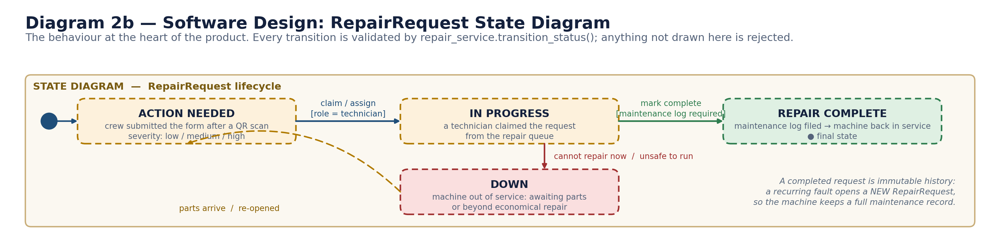 Diagram 2b — Software Design: RepairRequest State Diagram
The behaviour at the heart of the product. Every transition is validated by repair_service.transition_status(); anything not drawn here is rejected.
STATE DIAGRAM — RepairRequest lifecycle
ACTION NEEDED
crew submitted the form after a QR scan
severity: low / medium / high
claim / assign
[role = technician]
IN PROGRESS
a technician claimed the request
from the repair queue
mark complete
[maintenance log required]
REPAIR COMPLETE
maintenance log filed → machine back in service
● final state
cannot repair now / unsafe to run
DOWN
machine out of service: awaiting parts
or beyond economical repair
parts arrive / re-opened
A completed request is immutable history:
a recurring fault opens a NEW RepairRequest,
so the machine keeps a full maintenance record.